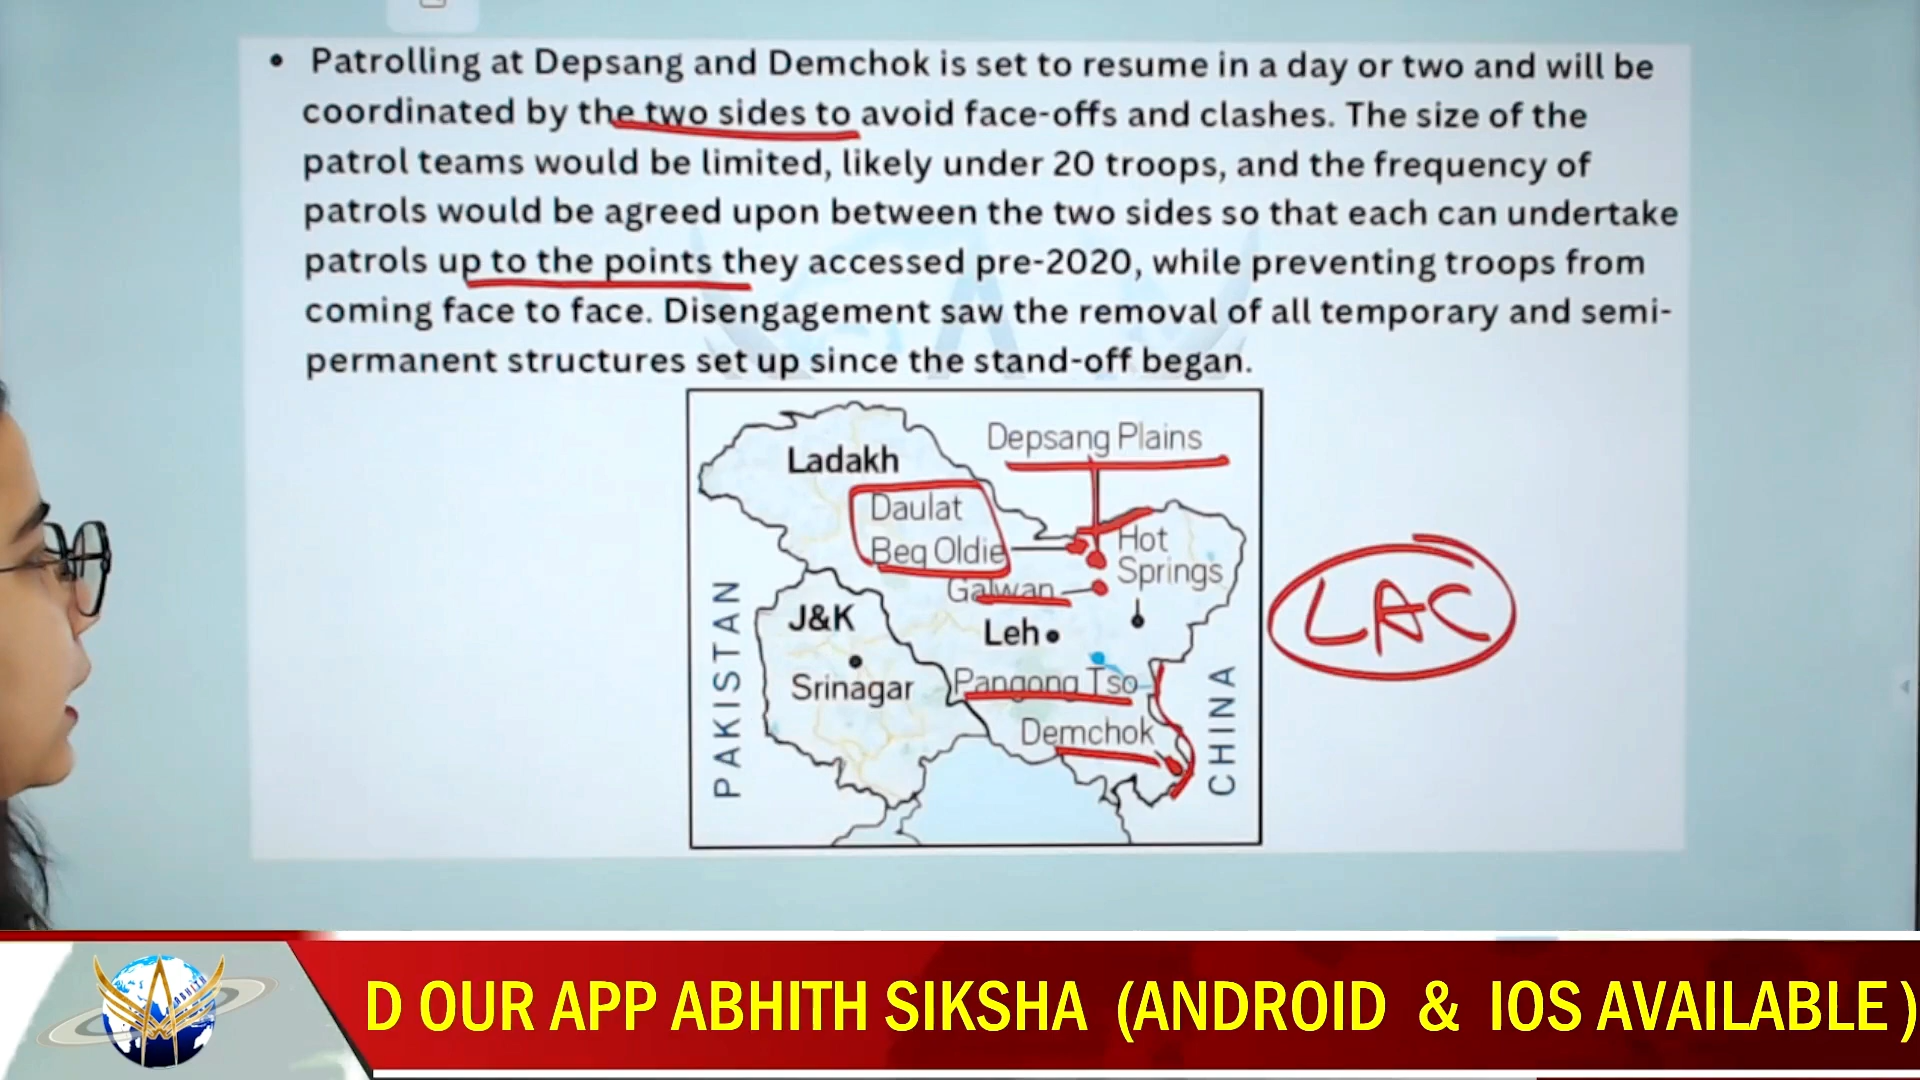 • Patrolling at Depsang and Demchok is set to resume in a day or two and will be
coordinated by the two sides to avoid face-offs and clashes. The size of the
patrol teams would be limited, likely under 20 troops, and the frequency of
patrols would be agreed upon between the two sides so that each can undertake
patrols up to the points they accessed pre-2020, while preventing troops from
coming face to face. Disengagement saw the removal of all temporary and semi-
permanent structures set up since the stand-off began.
Depsang Plains
Ladakh
Daulat
Beg Oldie
Hot
Springs
Galwan
LAC
J&K
Leh
PAKISTAN
Srinagar
Pangong Tso
CHINA
Demchok
ABHITH
D OUR APP ABHITH SIKSHA (ANDROID & IOS AVAILABLE)